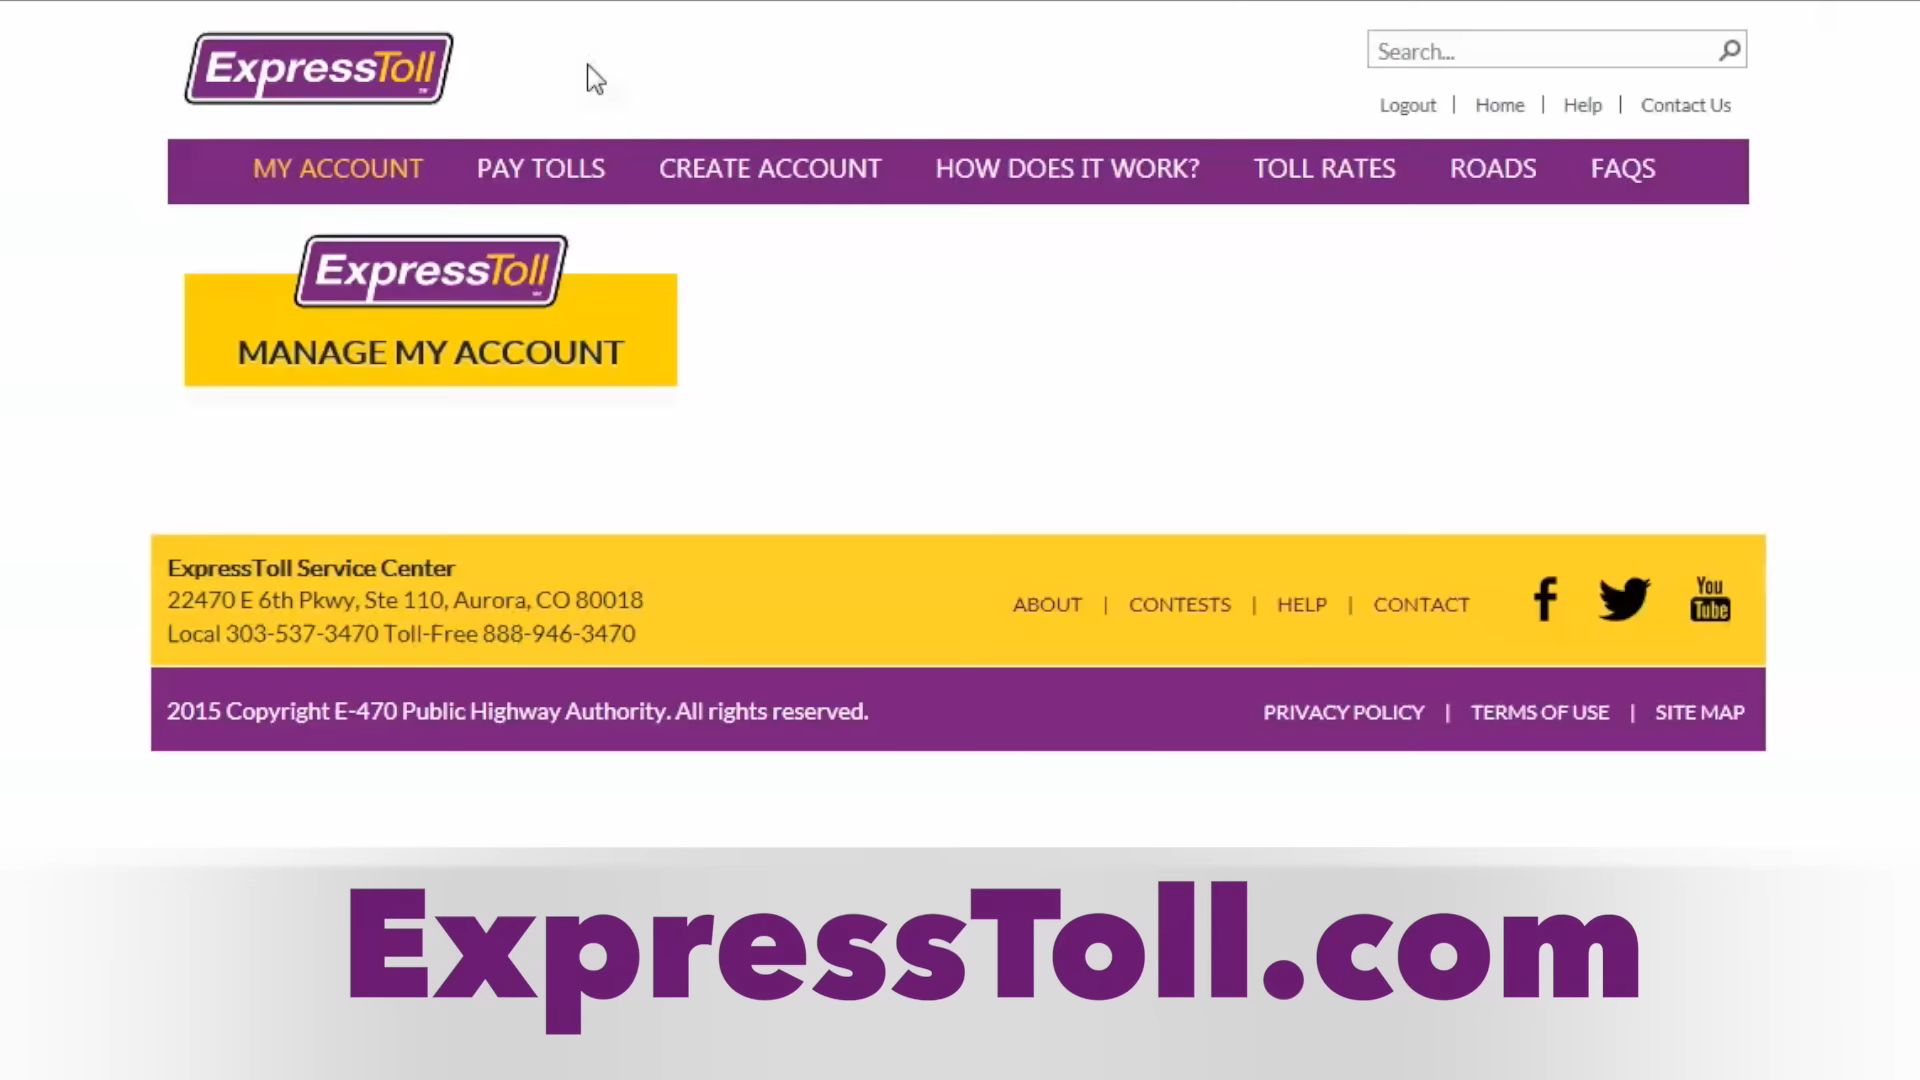 ExpressToll
Search...
Logout | Home | Help | Contact Us
MY ACCOUNT PAY TOLLS CREATE ACCOUNT HOW DOES IT WORK? TOLL RATES ROADS FAQS
ExpressToll
MANAGE MY ACCOUNT
ExpressToll Service Center
22470 E 6th Pkwy, Ste 110, Aurora, CO 80018
Local 303-537-3470 Toll-Free 888-946-3470
ABOUT | CONTESTS | HELP | CONTACT
You
Tube
2015 Copyright E-470 Public Highway Authority. All rights reserved.
PRIVACY POLICY | TERMS OF USE | SITE MAP
ExpressToll.com